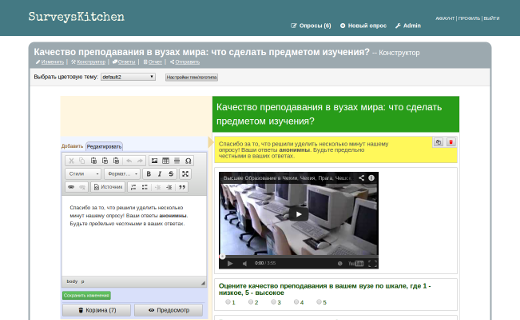 SurveysKitchen
АККАУНТ | ПРОФИЛЬ | ВЫЙТИ
Опросы (6) Новый опрос Админ
Качество преподавания в вузах мира: что сделать предметом изучения? – Конструктор
Изменить | Конструктор | Ответы | Отчет | Отправить
Выбрать цветовую тему: default2 Настройки темы/логотипа
Качество преподавания в вузах мира: что сделать
предметом изучения?
Добавить Редактировать
Спасибо за то, что решили уделить несколько минут нашему
опросу! Ваши ответы анонимны. Будьте предельно
честными в ваших ответах.
Стили Формат...
Источник
Высшее Образование в Чехии. Чехия, Прага, Чеш
Спасибо за то, что решили уделить несколько
минут нашему опросу! Ваши ответы анонимны.
Будьте предельно честными в ваших ответах.
0:00 / 3:55 YouTube
body p
Сохранить изменения
Корзина (7) Предосмотр
Оцените качество преподавания в вашем вузе по шкале, где 1 -
низкое, 5 - высокое
1 2 3 4 5